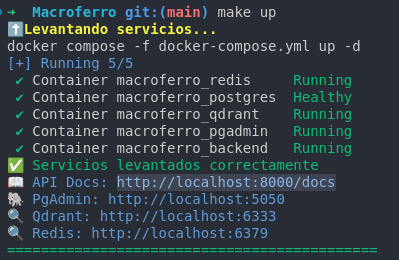 ➜  Macroferro git:(main) make up
⬆️Levantando servicios...
docker compose -f docker-compose.yml up -d
[+] Running 5/5
 ✔ Container macroferro_redis     Running
 ✔ Container macroferro_postgres  Healthy
 ✔ Container macroferro_qdrant    Running
 ✔ Container macroferro_pgadmin   Running
 ✔ Container macroferro_backend   Running
✅ Servicios levantados correctamente
📖 API Docs: http://localhost:8000/docs
🐘 PgAdmin: http://localhost:5050
🔍 Qdrant: http://localhost:6333
🔍 Redis: http://localhost:6379
============================================